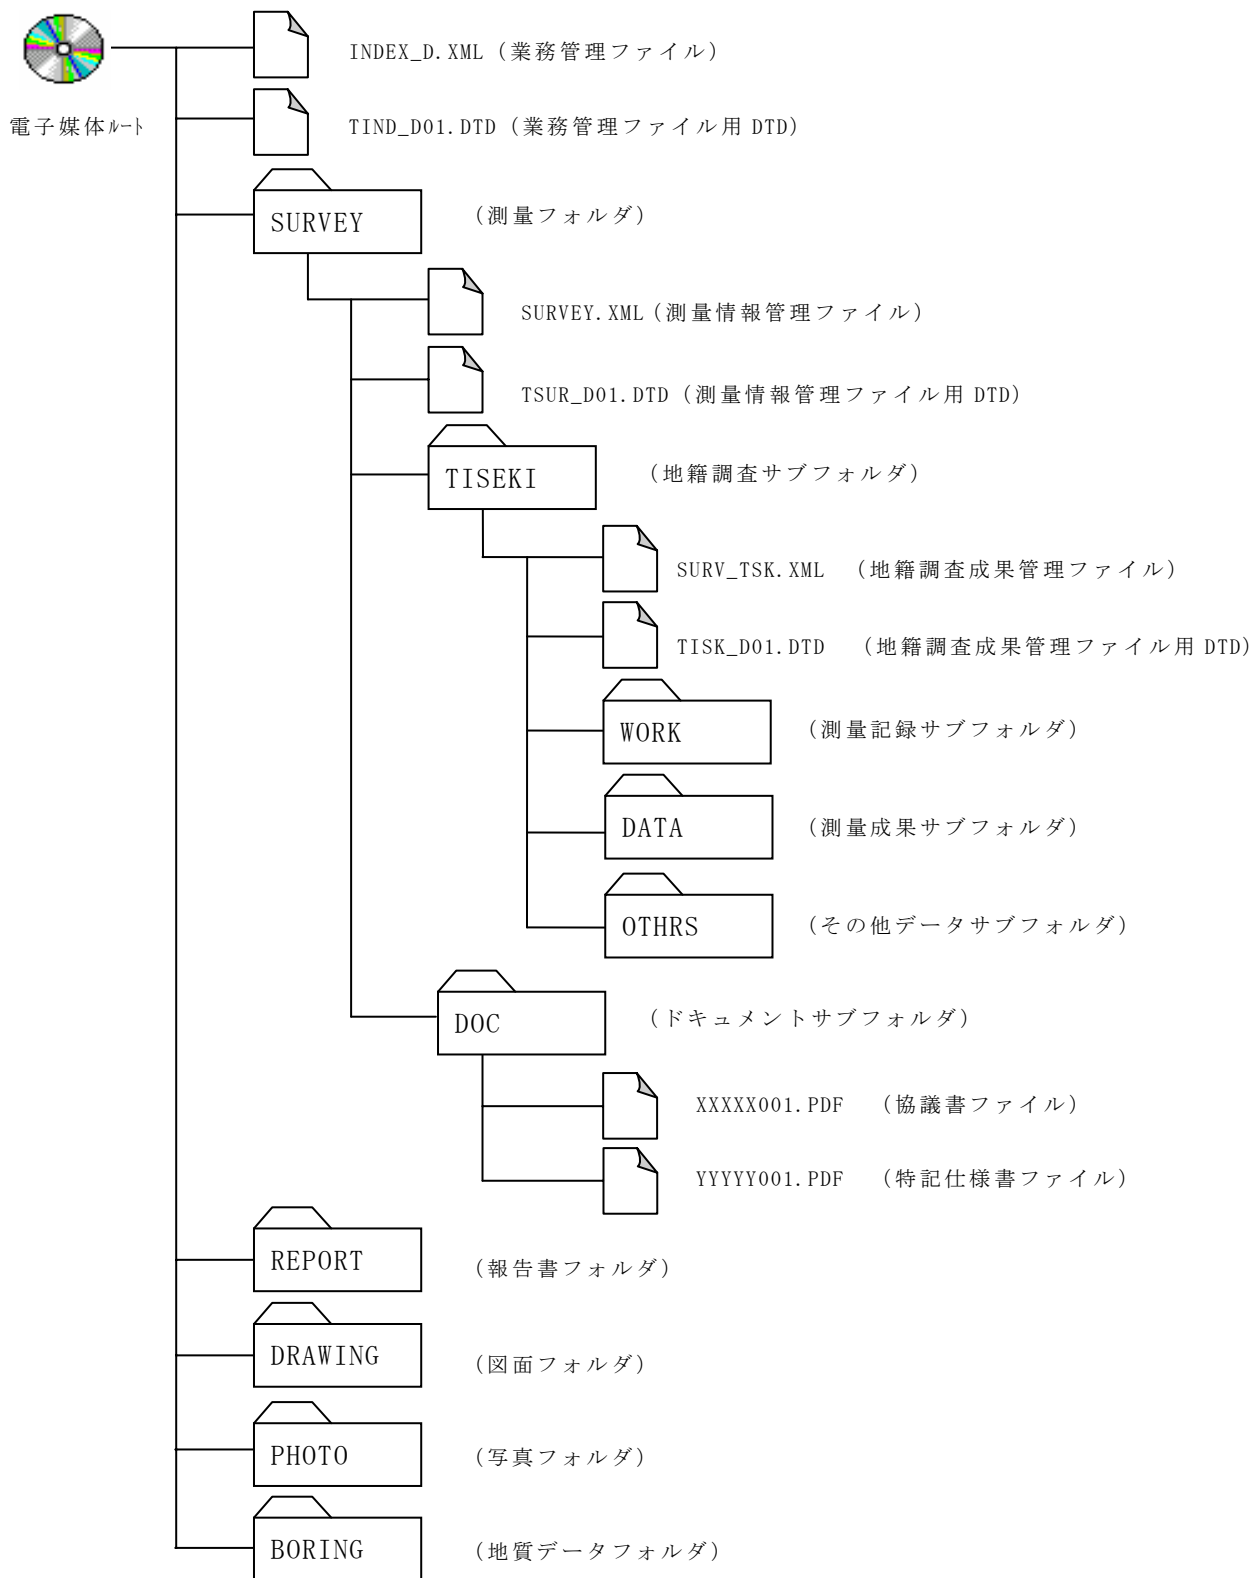 INDEX_D.XML（業務管理ファイル）
電子媒体ﾙｰﾄ
TIND_D01.DTD（業務管理ファイル用 DTD）
SURVEY （測量フォルダ）
SURVEY.XML（測量情報管理ファイル）
TSUR_D01.DTD（測量情報管理ファイル用 DTD）
TISEKI （地籍調査サブフォルダ）
SURV_TSK.XML （地籍調査成果管理ファイル）
TISK_D01.DTD （地籍調査成果管理ファイル用 DTD）
WORK （測量記録サブフォルダ）
DATA （測量成果サブフォルダ）
OTHRS （その他データサブフォルダ）
DOC （ドキュメントサブフォルダ）
XXXXX001.PDF （協議書ファイル）
YYYYY001.PDF （特記仕様書ファイル）
REPORT （報告書フォルダ）
DRAWING （図面フォルダ）
PHOTO （写真フォルダ）
BORING （地質データフォルダ）